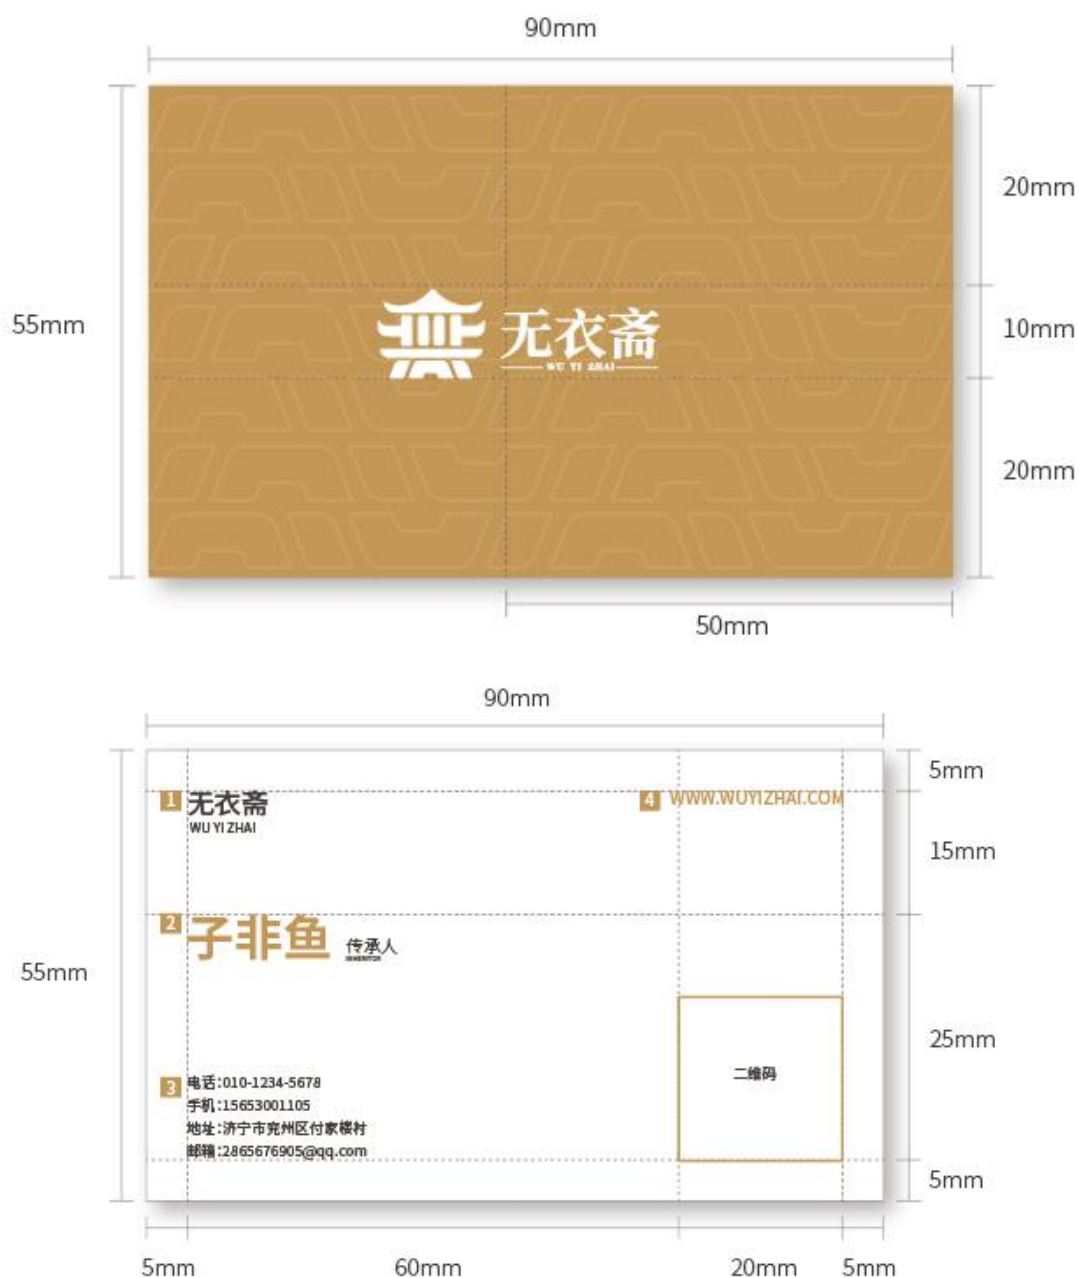 90mm
55mm
20mm
10mm
20mm
无衣斋
WU YI ZHAI
50mm
90mm
55mm
5mm
15mm
25mm
5mm
1 无衣斋
WU YI ZHAI
4 WWW.WUYIZHAI.COM
2 子非鱼 传承人
INHERITOR
二维码
3 电话:010-1234-5678
手机:15653001105
地址:济宁市兖州区付家楼村
邮箱:2865676905@qq.com
5mm 60mm 20mm 5mm